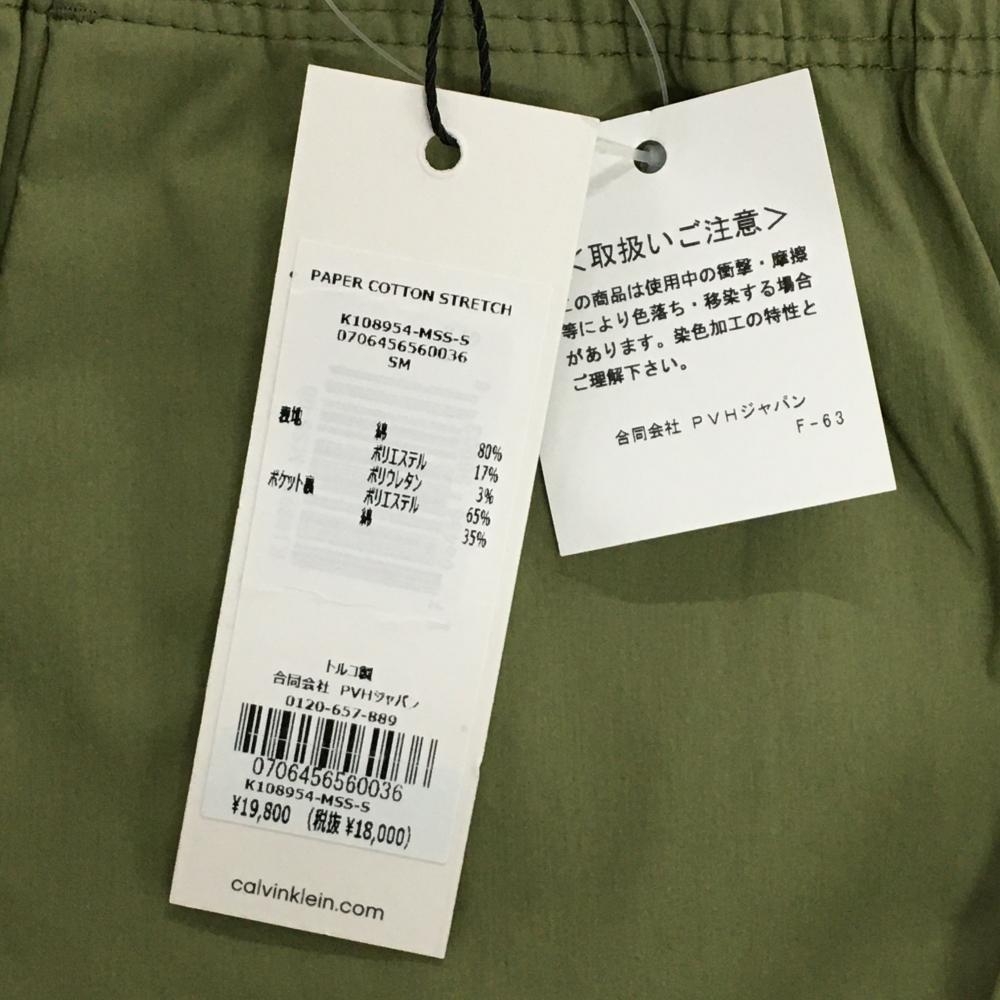 PAPER COTTON STRETCH
K108954-MSS-S
0706456560036
SM
表地 綿 80%
ポリエステル 17%
ポリウレタン 3%
ポケット裏 ポリエステル 65%
綿 35%
トルコ製
合同会社 PVHジャパン
0120-657-889
0706456560036
K108954-MSS-S
¥19,800 (税抜 ¥18,000)
calvinklein.com
<取扱いご注意>
この商品は使用中の衝撃・摩擦
等により色落ち・移染する場合
があります。染色加工の特性と
ご理解下さい。
合同会社 PVHジャパン
F-63